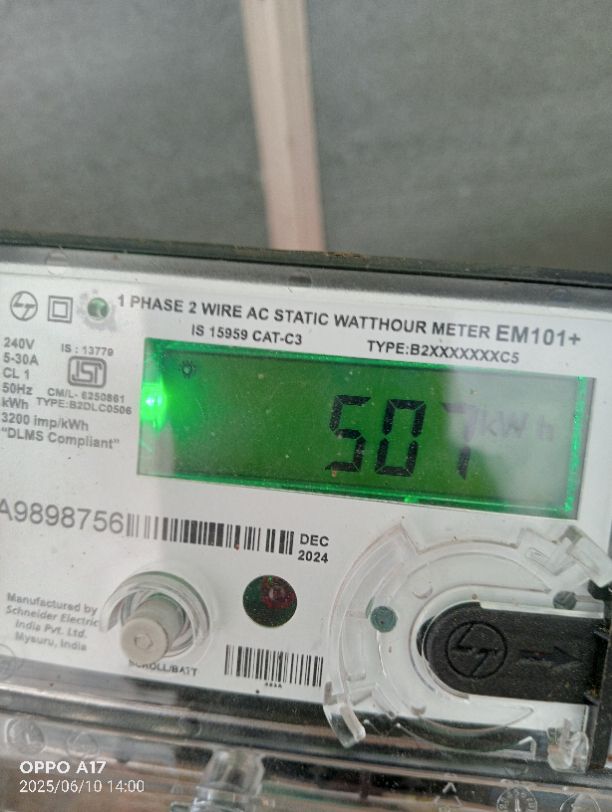 1 PHASE 2 WIRE AC STATIC WATTHOUR METER EM101+
IS 15959 CAT-C3 TYPE:B2XXXXXXXC5
240V
5-30A
CL 1
50Hz
kWh
3200 imp/kWh
"DLMS Compliant"
IS : 13779
ISI
CM/L- 6250861
TYPE:B2DLC0506
507 kWh
A9898756
DEC
2024
Manufactured by
Schneider Electric
India Pvt. Ltd.
Mysuru, India
SCROLL/BATT
OPPO A17
2025/06/10 14:00